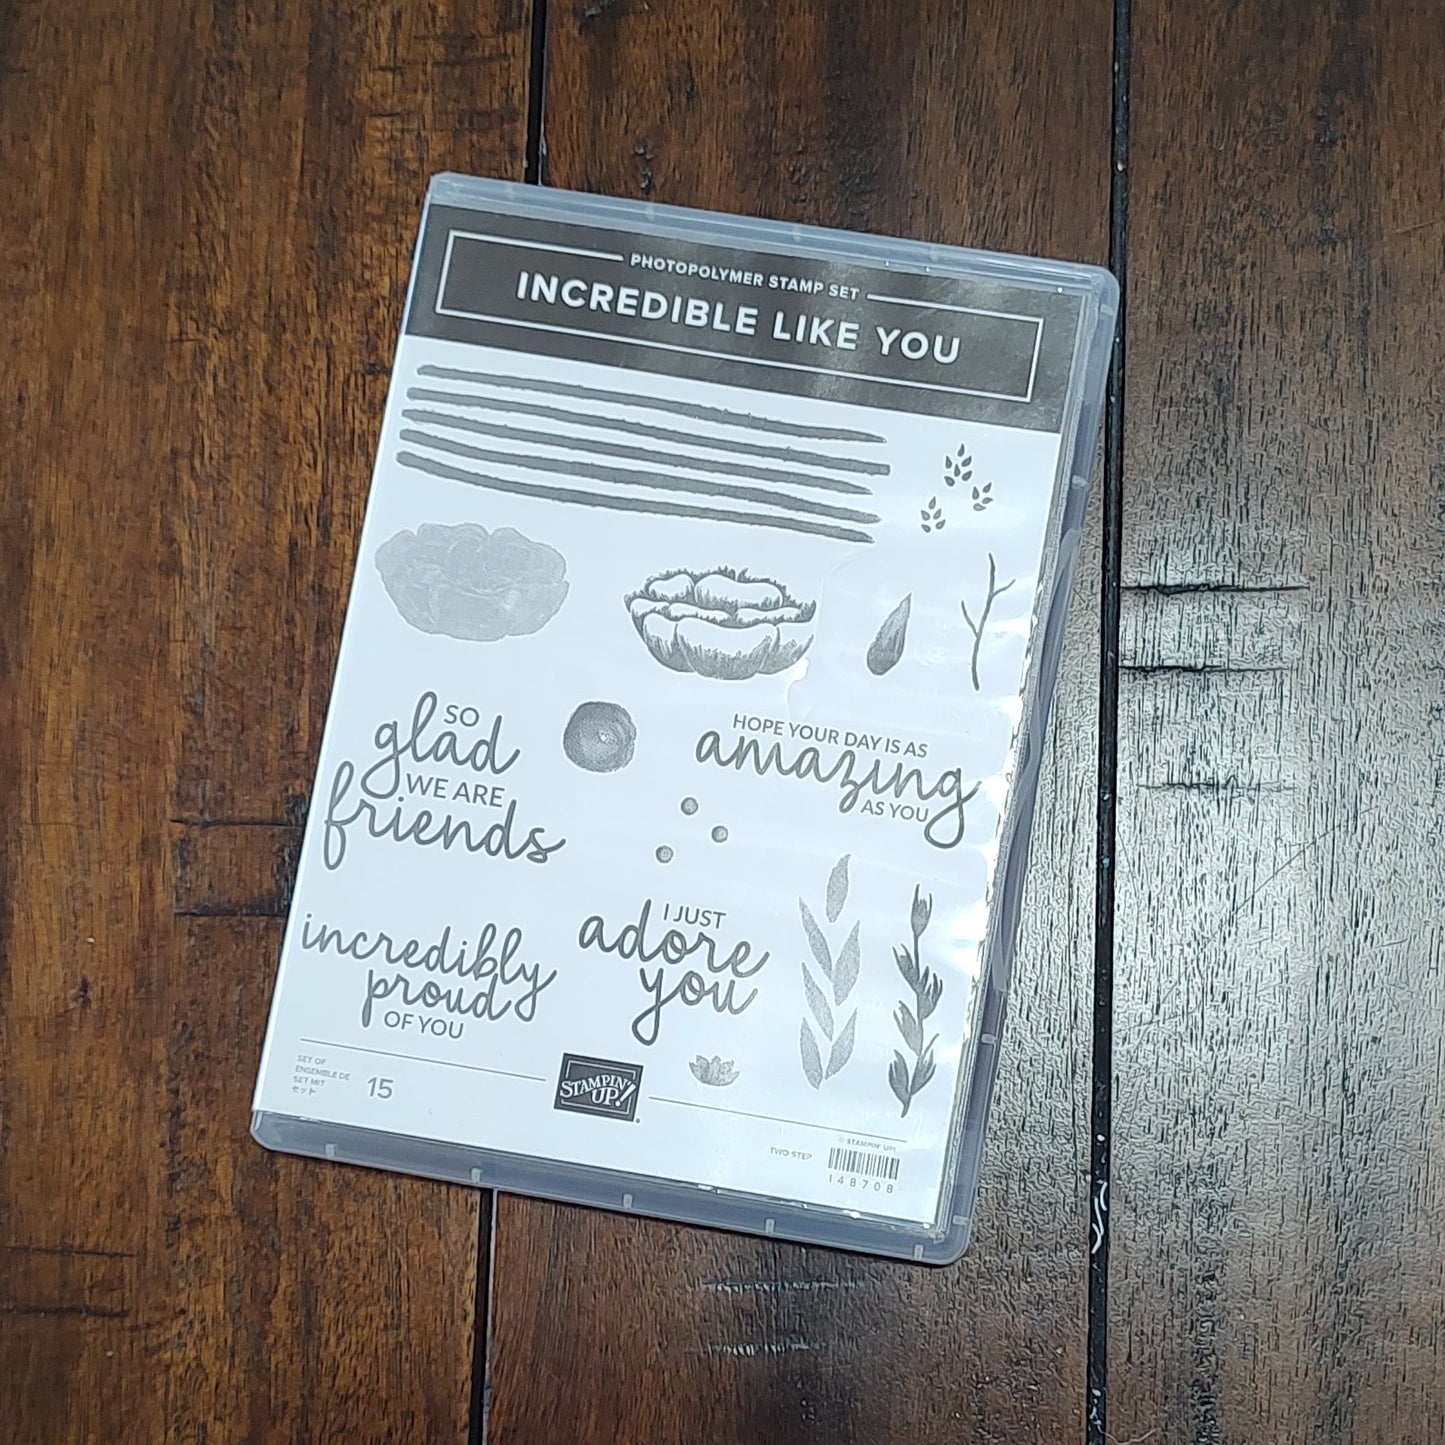 PHOTOPOLYMER STAMP SET
INCREDIBLE LIKE YOU
SO
glad
WE ARE
friends
HOPE YOUR DAY IS AS
amazing
AS YOU
incredibly
proud
OF YOU
I JUST
adore
you
SET OF
ENSEMBLE DE
SET MIT
セット
15
STAMPIN'
UP!
© STAMPIN' UP!
TWO-STEP
148708